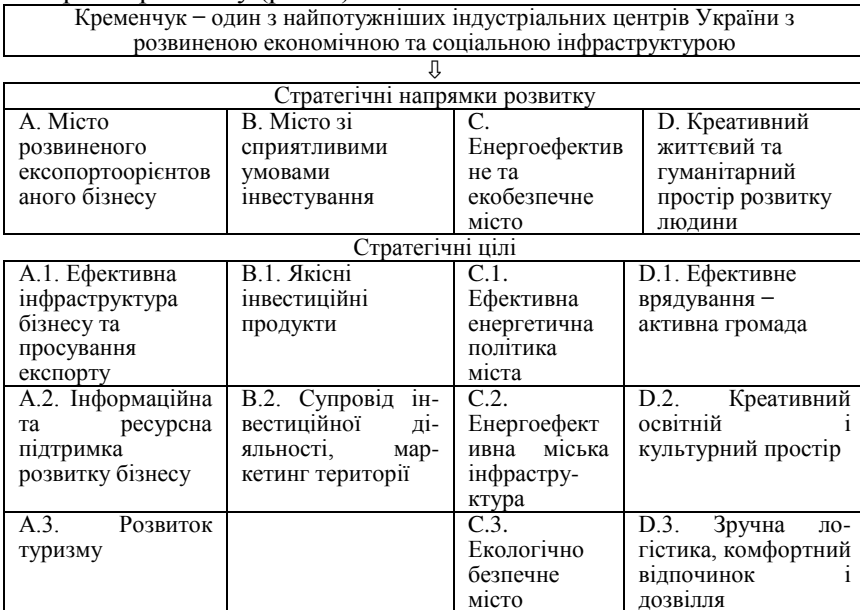 Кременчук – один з найпотужніших індустріальних центрів України з
розвиненою економічною та соціальною інфраструктурою
⇩
Стратегічні напрямки розвитку
A. Місто
розвиненого
експортоорієнтов
аного бізнесу
B. Місто зі
сприятливими
умовами
інвестування
C.
Енергоефектив
не та
екобезпечне
місто
D. Креативний
життєвий та
гуманітарний
простір розвитку
людини
Стратегічні цілі
A.1. Ефективна
інфраструктура
бізнесу та
просування
експорту
B.1. Якісні
інвестиційні
продукти
C.1.
Ефективна
енергетична
політика
міста
D.1. Ефективне
врядування –
активна громада
A.2. Інформаційна
та ресурсна
підтримка
розвитку бізнесу
B.2. Супровід ін-
вестиційної ді-
яльності, мар-
кетинг території
C.2.
Енергоефект
ивна міська
інфрастру-
ктура
D.2. Креативний
освітній і
культурний простір
A.3. Розвиток
туризму
C.3.
Екологічно
безпечне
місто
D.3. Зручна ло-
гістика, комфортний
відпочинок і
дозвілля